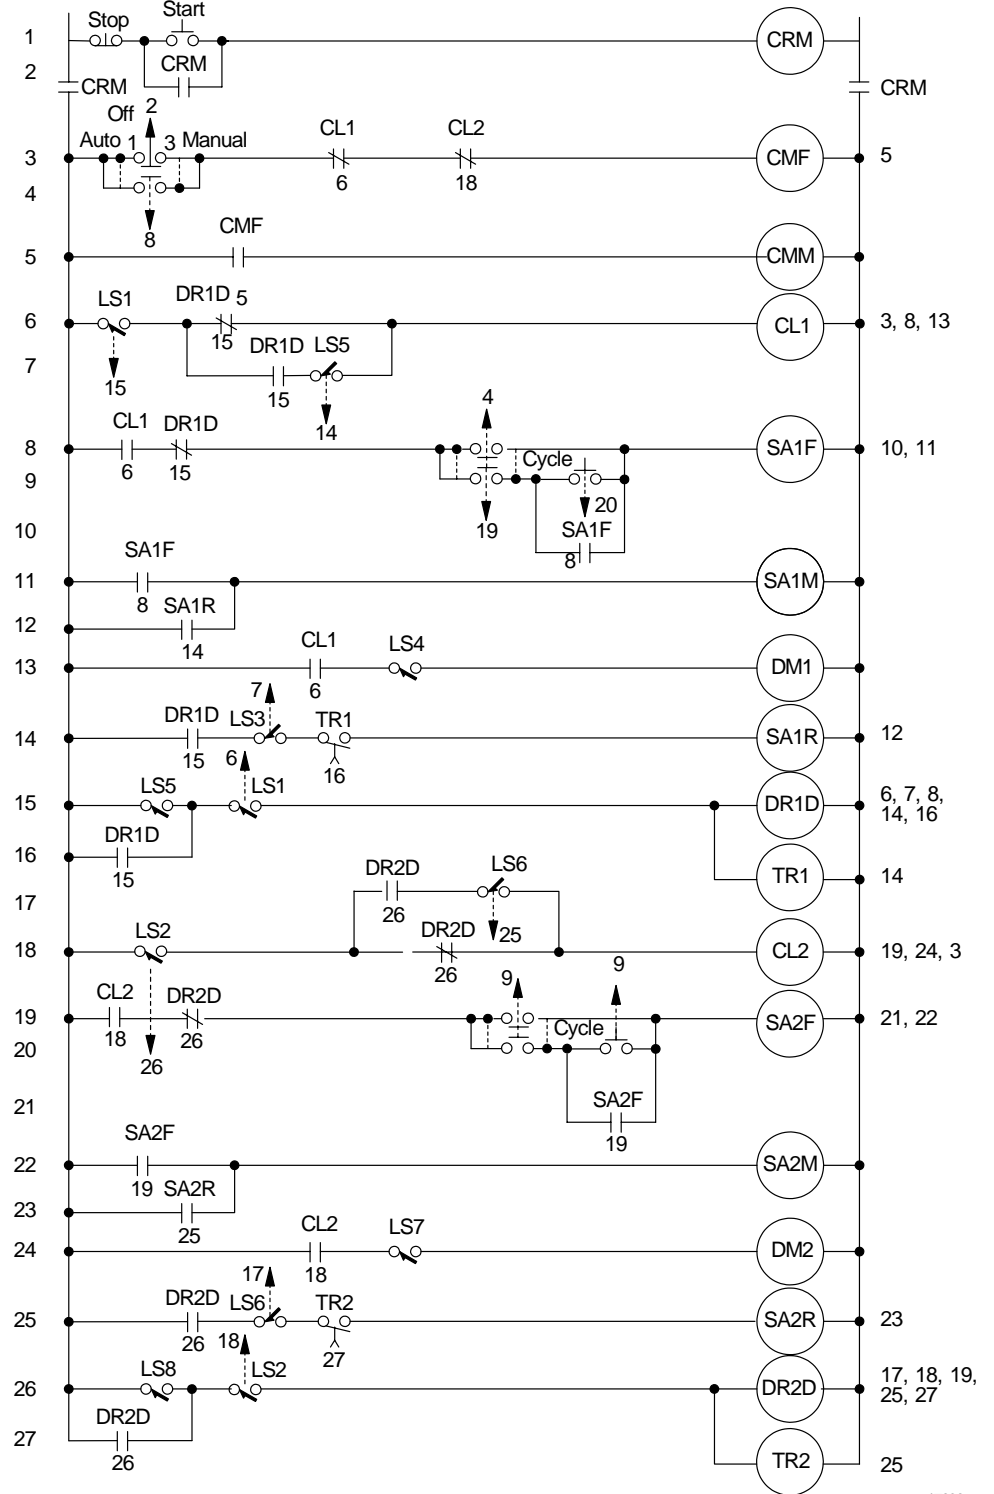 Stop Start
1 CRM
2 CRM CRM CRM
Off 2
Auto 1 3 Manual CL1 CL2
3 CMF 5
6 18
4
8 CMF
5 CMM
LS1 DR1D 5
6 CL1 3, 8, 13
15 DR1D LS5
7
15 15 14
4
CL1 DR1D
8 SA1F 10, 11
6 15 Cycle
9
20
19 SA1F
10
8
SA1F
11 SA1M
8 SA1R
12
14 CL1 LS4
13 DM1
6
7
DR1D LS3 TR1
14 SA1R 12
15 6 16
LS5 LS1
15 DR1D 6, 7, 8,
14, 16
DR1D
16
15 TR1 14
DR2D LS6
17
26
LS2 DR2D 25
18 CL2 19, 24, 3
26
CL2 DR2D 9 9
19 SA2F 21, 22
18 26 Cycle
20
26
SA2F
21
19
SA2F
22 SA2M
19 SA2R
23
25 CL2 LS7
24 DM2
18
17
DR2D LS6 TR2
25 SA2R 23
26 18 27
LS8 LS2
26 DR2D 17, 18, 19,
25, 27
DR2D
27
26 TR2 25